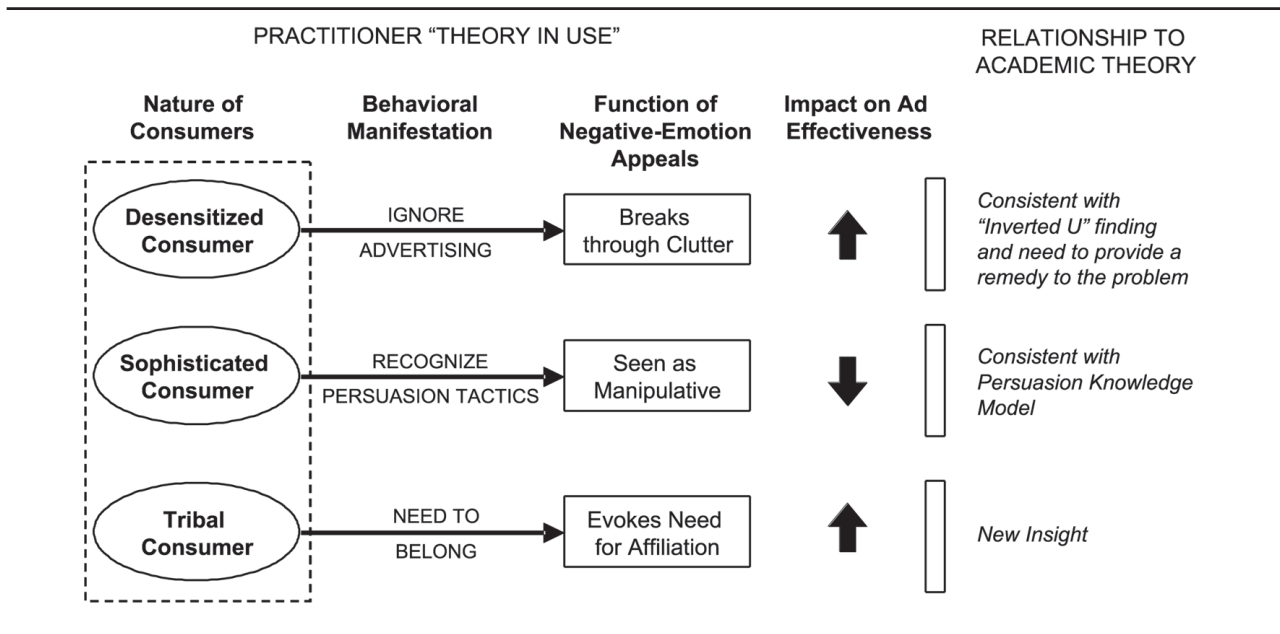 PRACTITIONER “THEORY IN USE”
RELATIONSHIP TO
ACADEMIC THEORY
Nature of
Consumers
Behavioral
Manifestation
Function of
Negative-Emotion
Appeals
Impact on Ad
Effectiveness
Desensitized
Consumer
IGNORE
ADVERTISING
Breaks
through Clutter
Consistent with
“Inverted U” finding
and need to provide a
remedy to the problem
Sophisticated
Consumer
RECOGNIZE
PERSUASION TACTICS
Seen as
Manipulative
Consistent with
Persuasion Knowledge
Model
Tribal
Consumer
NEED TO
BELONG
Evokes Need
for Affiliation
New Insight